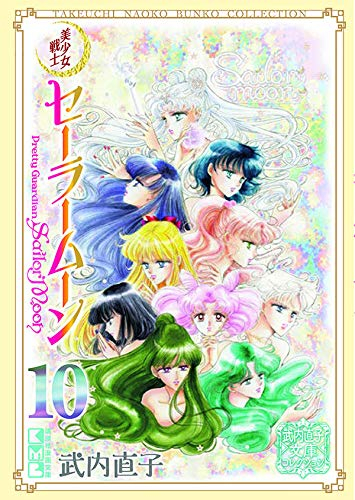 TAKEUCHI NAOKO BUNKO COLLECTION
美少女
戦士
セーラームーン
Pretty Guardian Sailor Moon
Sailor
moon
10
KMB
武内直子
武内直子
文庫
コレクション